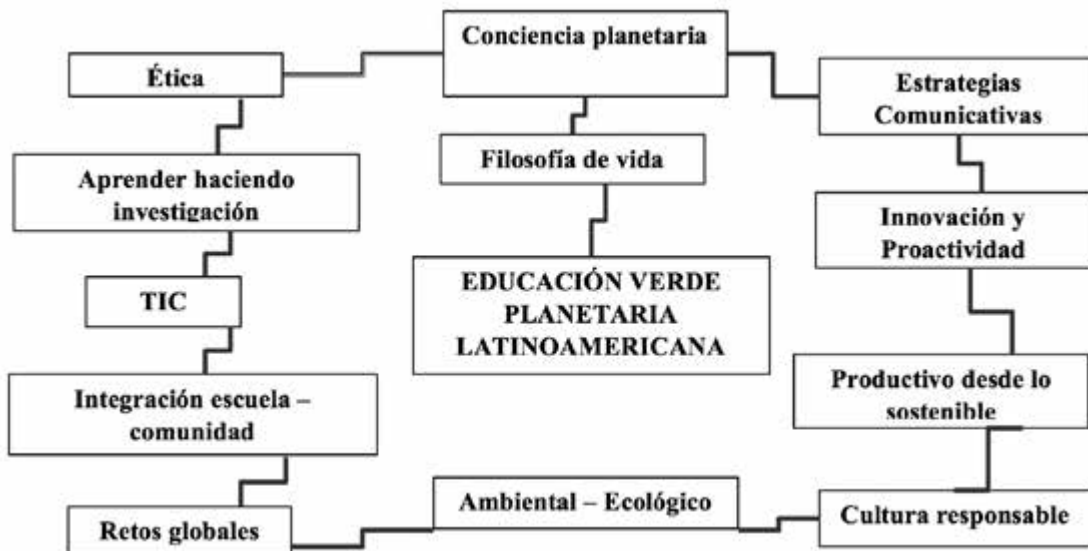 Conciencia planetaria
Ética
Estrategias
Comunicativas
Filosofía de vida
Aprender haciendo
investigación
Innovación y
Proactividad
EDUCACIÓN VERDE
PLANETARIA
LATINOAMERICANA
TIC
Productivo desde lo
sostenible
Integración escuela –
comunidad
Ambiental – Ecológico
Cultura responsable
Retos globales